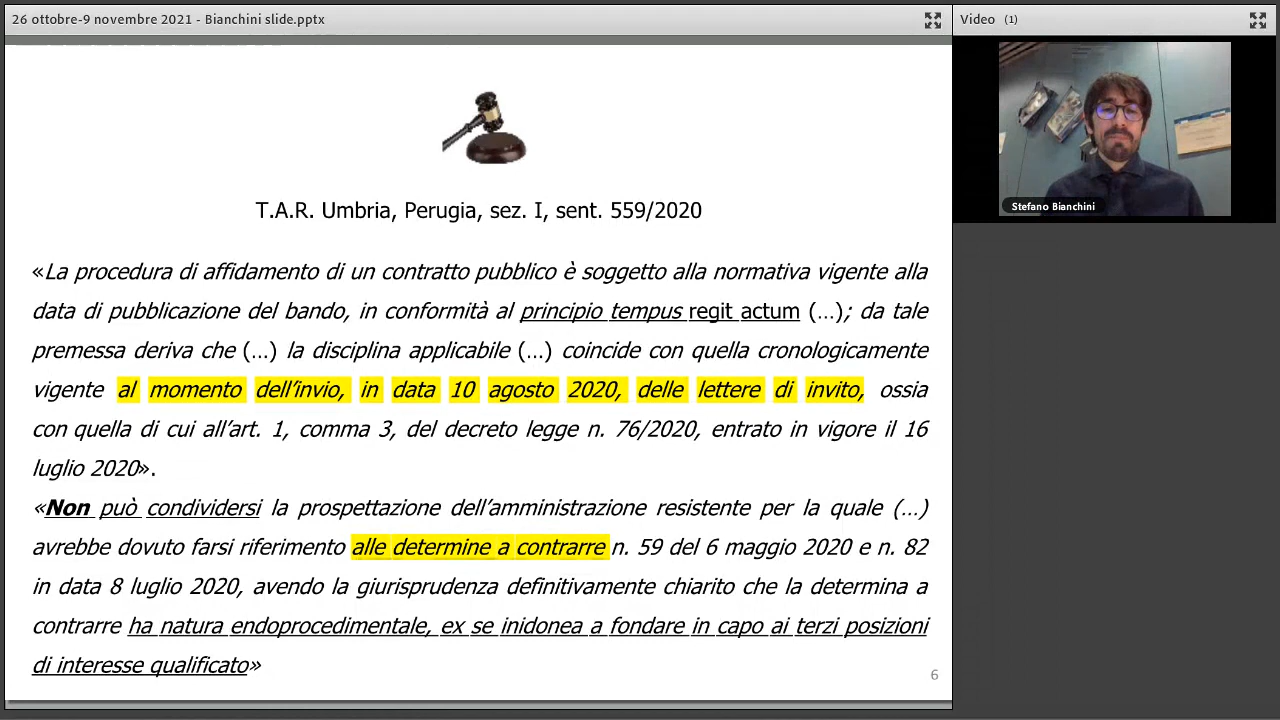 26 ottobre-9 novembre 2021 - Bianchini slide.pptx
Video (1)
Stefano Bianchini
T.A.R. Umbria, Perugia, sez. I, sent. 559/2020
«La procedura di affidamento di un contratto pubblico è soggetto alla normativa vigente alla
data di pubblicazione del bando, in conformità al principio tempus regit actum (…); da tale
premessa deriva che (…) la disciplina applicabile (…) coincide con quella cronologicamente
vigente al momento dell'invio, in data 10 agosto 2020, delle lettere di invito, ossia
con quella di cui all'art. 1, comma 3, del decreto legge n. 76/2020, entrato in vigore il 16
luglio 2020».
«Non può condividersi la prospettazione dell'amministrazione resistente per la quale (…)
avrebbe dovuto farsi riferimento alle determine a contrarre n. 59 del 6 maggio 2020 e n. 82
in data 8 luglio 2020, avendo la giurisprudenza definitivamente chiarito che la determina a
contrarre ha natura endoprocedimentale, ex se inidonea a fondare in capo ai terzi posizioni
di interesse qualificato»
6